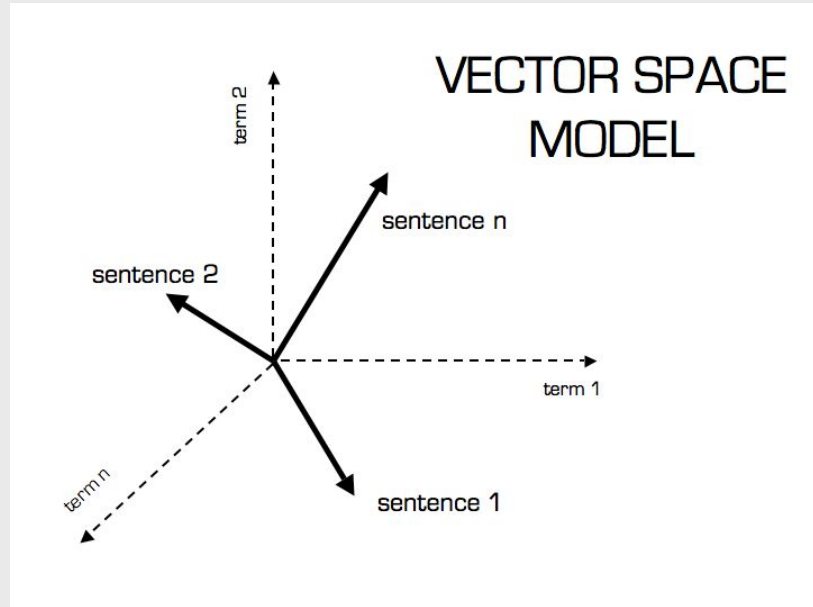 VECTOR SPACE
MODEL
term 2
sentence n
sentence 2
term 1
term n
sentence 1